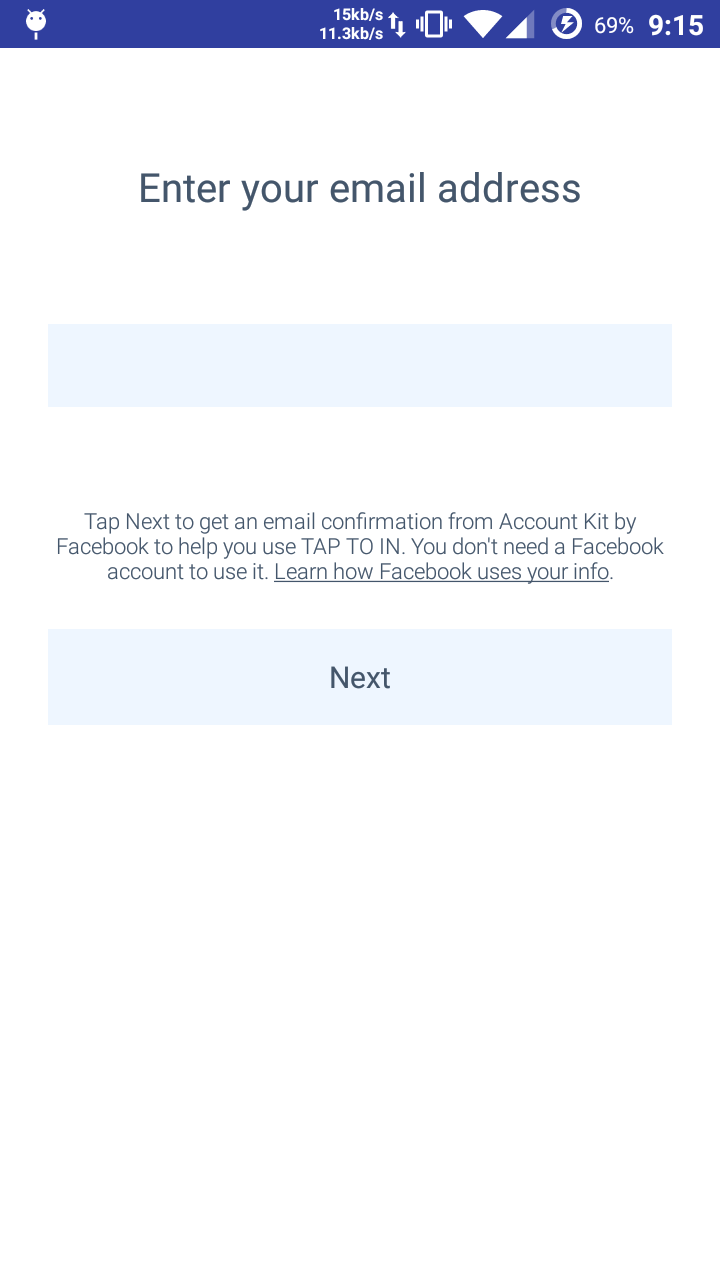 15kb/s
11.3kb/s
69% 9:15
Enter your email address
Tap Next to get an email confirmation from Account Kit by
Facebook to help you use TAP TO IN. You don't need a Facebook
account to use it. Learn how Facebook uses your info.
Next